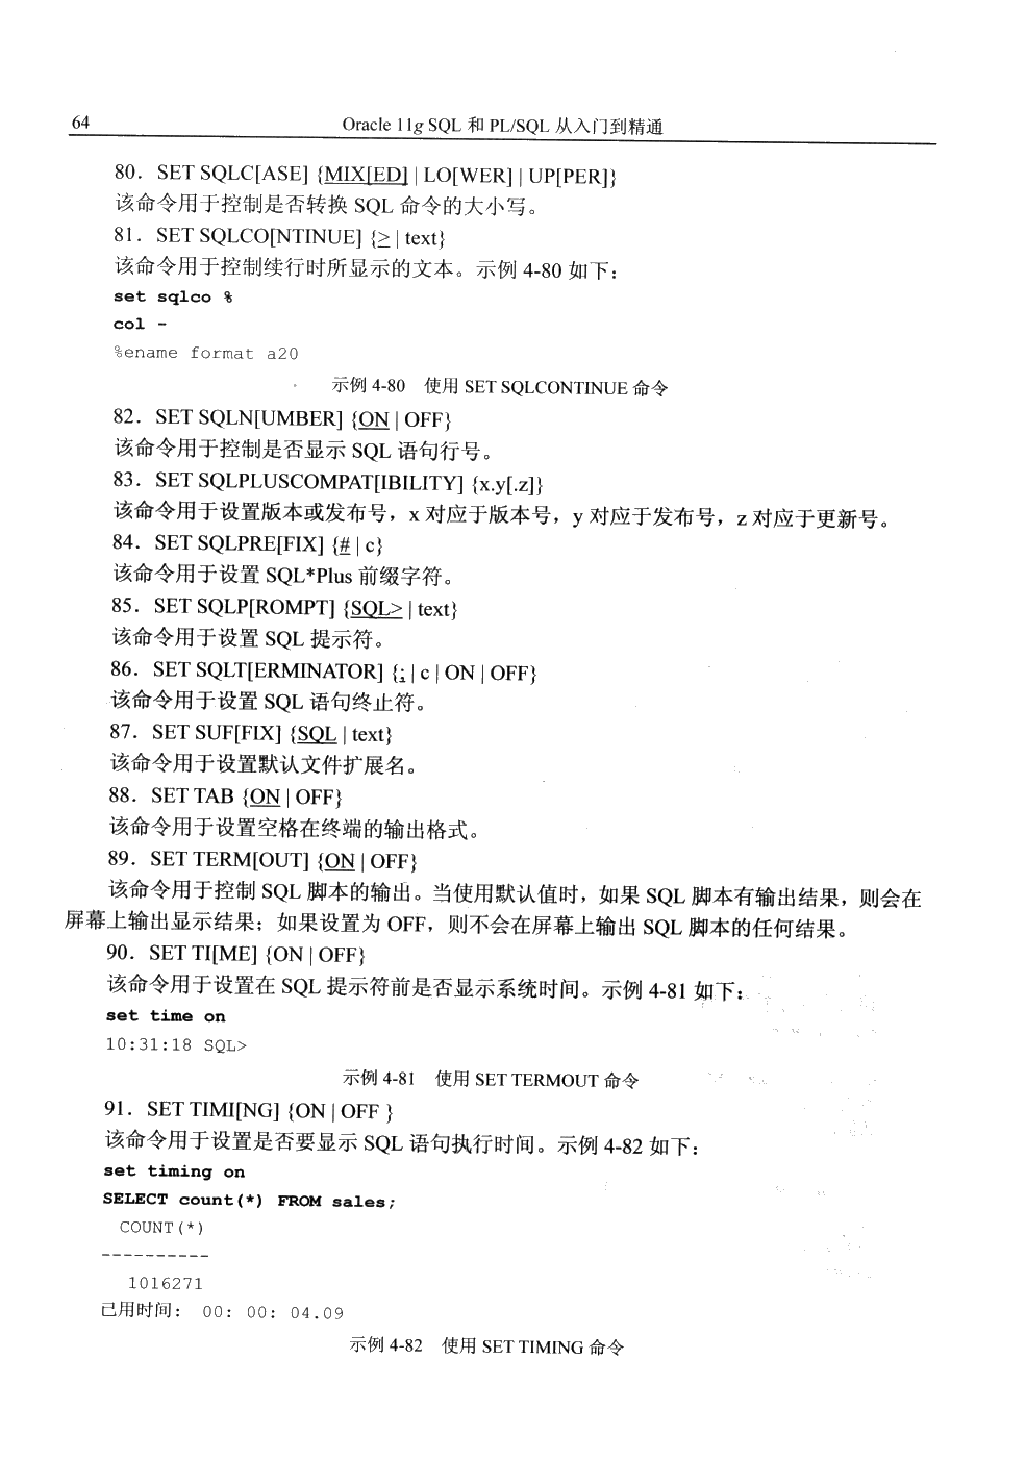 64
Oracle 11g SQL 和 PL/SQL 从入门到精通
80．SET SQLC[ASE] {MIX[ED] | LO[WER] | UP[PER]}
该命令用于控制是否转换 SQL 命令的大小写。
81．SET SQLCO[NTINUE] {> | text}
该命令用于控制续行时所显示的文本。示例 4-80 如下：
set sqlco %
col -
%ename format a20
示例 4-80 使用 SET SQLCONTINUE 命令
82．SET SQLN[UMBER] {ON | OFF}
该命令用于控制是否显示 SQL 语句行号。
83．SET SQLPLUSCOMPAT[IBILITY] {x.y[.z]}
该命令用于设置版本或发布号，x 对应于版本号，y 对应于发布号，z 对应于更新号。
84．SET SQLPRE[FIX] {# | c}
该命令用于设置 SQL*Plus 前缀字符。
85．SET SQLP[ROMPT] {SQL> | text}
该命令用于设置 SQL 提示符。
86．SET SQLT[ERMINATOR] {; | c | ON | OFF}
该命令用于设置 SQL 语句终止符。
87．SET SUF[FIX] {SQL | text}
该命令用于设置默认文件扩展名。
88．SET TAB {ON | OFF}
该命令用于设置空格在终端的输出格式。
89．SET TERM[OUT] {ON | OFF}
该命令用于控制 SQL 脚本的输出。当使用默认值时，如果 SQL 脚本有输出结果，则会在
屏幕上输出显示结果；如果设置为 OFF，则不会在屏幕上输出 SQL 脚本的任何结果。
90．SET TI[ME] {ON | OFF}
该命令用于设置在 SQL 提示符前是否显示系统时间。示例 4-81 如下：
set time on
10:31:18 SQL>
示例 4-81 使用 SET TERMOUT 命令
91．SET TIMI[NG] {ON | OFF }
该命令用于设置是否要显示 SQL 语句执行时间。示例 4-82 如下：
set timing on
SELECT count(*) FROM sales;
COUNT(*)
----------
1016271
已用时间： 00: 00: 04.09
示例 4-82 使用 SET TIMING 命令